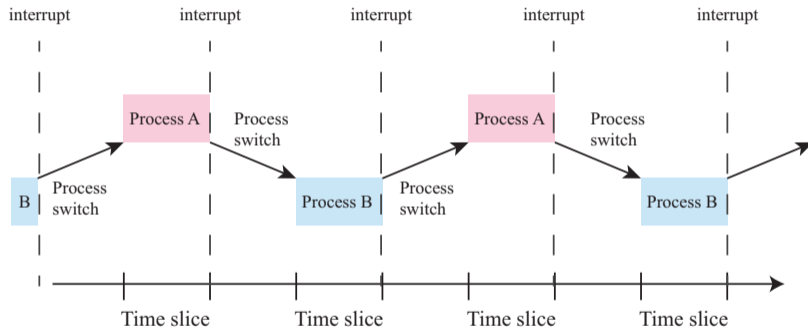 interrupt
interrupt
interrupt
interrupt
interrupt
Process A
Process
switch
Process A
Process
switch
B
Process
switch
Process B
Process
switch
Process B
Time slice
Time slice
Time slice
Time slice